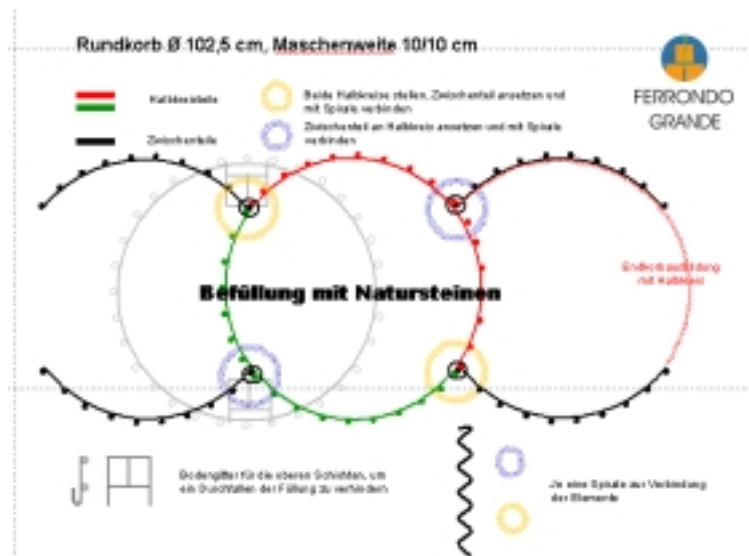 Rundkorb Ø 102,5 cm, Maschenweite 10/10 cm
FERRONDO
GRANDE
Halbkreisteile
Beide Halbkreise stellen, Zwischenteil ansetzen und
mit Spirale verbinden
Zwischenteile
Zwischenteil an Halbkreis ansetzen und mit Spirale
verbinden
Endkorbausbildung
mit Halbkreis
Befüllung mit Natursteinen
Bodengitter für die oberen Schichten, um
ein Durchfallen der Füllung zu verhindern
Je eine Spirale zur Verbindung
der Elemente